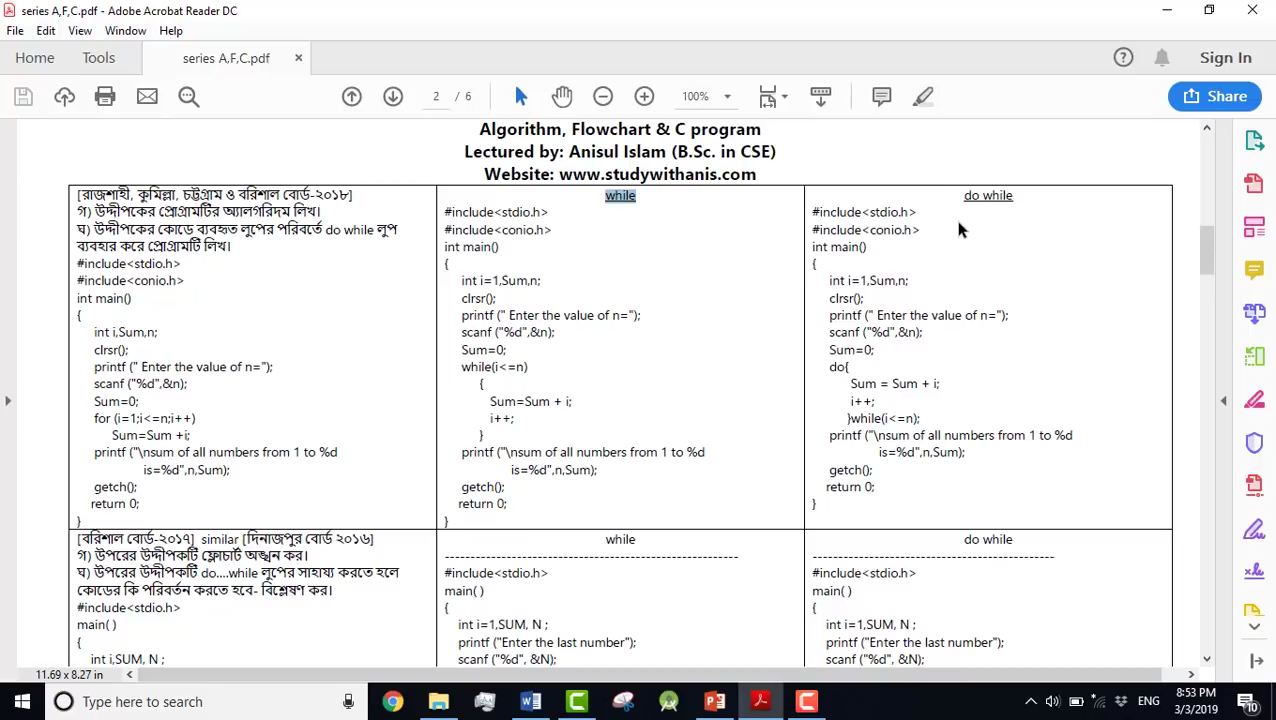 series A,F,C.pdf - Adobe Acrobat Reader DC
File Edit View Window Help
Home Tools series A,F,C.pdf × Sign In
2 / 6 100% Share
Algorithm, Flowchart & C program
Lectured by: Anisul Islam (B.Sc. in CSE)
Website: www.studywithanis.com
[রাজশাহী, কুমিল্লা, চট্টগ্রাম ও বরিশাল বোর্ড-২০১৮]
গ) উদ্দীপকের প্রোগ্রামটির অ্যালগরিদম লিখ।
ঘ) উদ্দীপকের কোডে ব্যবহৃত লুপের পরিবর্তে do while লুপ
ব্যবহার করে প্রোগ্রামটি লিখ।
#include<stdio.h>
#include<conio.h>
int main()
{
int i,Sum,n;
clrsr();
printf (" Enter the value of n=");
scanf ("%d",&n);
Sum=0;
for (i=1;i<=n;i++)
Sum=Sum +i;
printf ("\nsum of all numbers from 1 to %d
is=%d",n,Sum);
getch();
return 0;
}
while
#include<stdio.h>
#include<conio.h>
int main()
{
int i=1,Sum,n;
clrsr();
printf (" Enter the value of n=");
scanf ("%d",&n);
Sum=0;
while(i<=n)
{
Sum=Sum + i;
i++;
}
printf ("\nsum of all numbers from 1 to %d
is=%d",n,Sum);
getch();
return 0;
}
do while
#include<stdio.h>
#include<conio.h>
int main()
{
int i=1,Sum,n;
clrsr();
printf (" Enter the value of n=");
scanf ("%d",&n);
Sum=0;
do{
Sum = Sum + i;
i++;
}while(i<=n);
printf ("\nsum of all numbers from 1 to %d
is=%d",n,Sum);
getch();
return 0;
}
[বরিশাল বোর্ড-২০১৭] similar [দিনাজপুর বোর্ড ২০১৬]
গ) উপরের উদ্দীপকটি ফ্লোচার্ট অঙ্খন কর।
ঘ) উপরের উদ্দীপকটি do....while লুপের সাহায্য করতে হলে
কোডের কি পরিবর্তন করতে হবে- বিশ্লেষণ কর।
#include<stdio.h>
main( )
{
int i,SUM, N ;
while
------------------------------------------------------
#include<stdio.h>
main( )
{
int i=1,SUM, N ;
printf ("Enter the last number");
scanf ("%d", &N);
do while
---------------------------------------------
#include<stdio.h>
main( )
{
int i=1,SUM, N ;
printf ("Enter the last number");
scanf ("%d", &N);
11.69 x 8.27 in
Type here to search
ENG
8:53 PM
3/3/2019
10